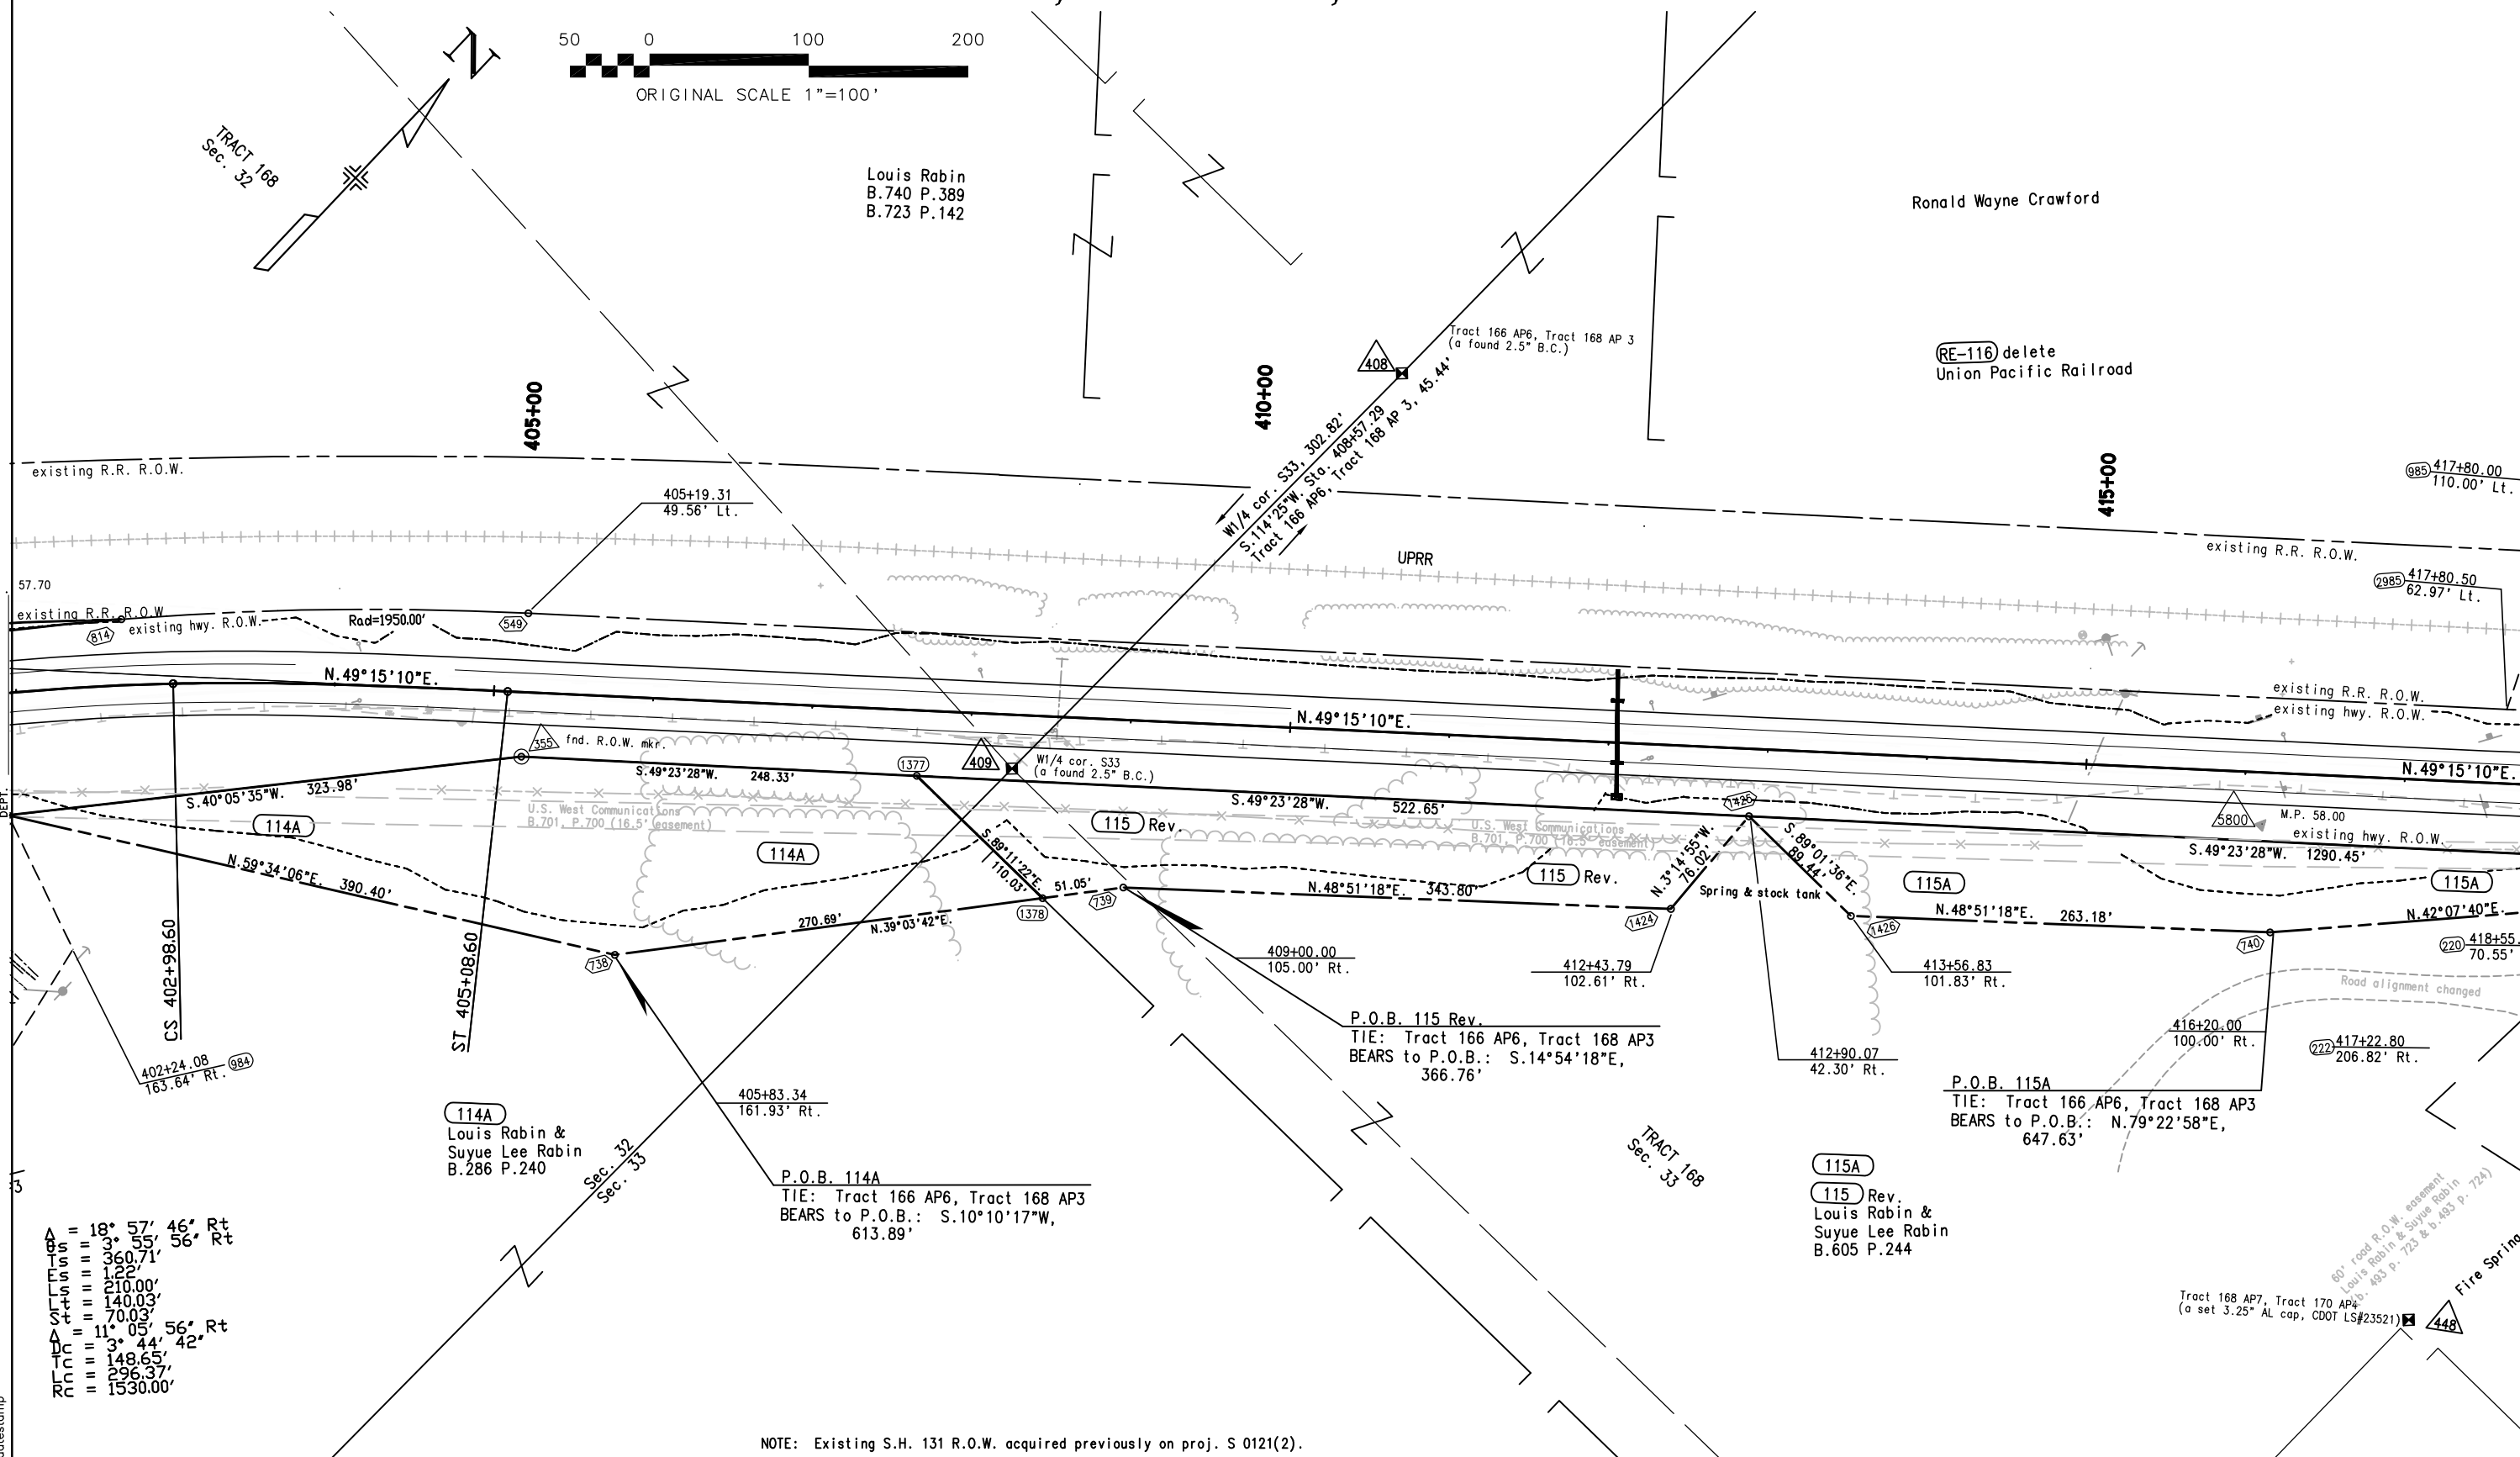 50 0 100 200
ORIGINAL SCALE 1"=100'
N
TRACT 168
Sec. 32
Louis Rabin
B.740 P.389
B.723 P.142
Ronald Wayne Crawford
RE-116 delete
Union Pacific Railroad
Tract 166 AP6, Tract 168 AP 3
(a found 2.5" B.C.)
408
405+00
410+00
415+00
W1/4 cor. S33, 302.82'
S.1°14'25"W. Sta. 408+57.29
Tract 166 AP6, Tract 168 AP 3, 45.44'
existing R.R. R.O.W.
405+19.31
49.56' Lt.
985 417+80.00
110.00' Lt.
existing R.R. R.O.W.
UPRR
2985 417+80.50
62.97' Lt.
57.70
existing R.R. R.O.W.
814
existing hwy. R.O.W.
Rad=1950.00'
549
N.49°15'10"E.
existing R.R. R.O.W.
existing hwy. R.O.W.
N.49°15'10"E.
N.49°15'10"E.
355 fnd. R.O.W. mkr.
409
W1/4 cor. S33
(a found 2.5" B.C.)
1377
S.49°23'28"W. 248.33'
S.40°05'35"W. 323.98'
DEPT.
U.S. West Communications
B.701, P.700 (16.5' easement)
114A
114A
S.49°23'28"W. 522.65'
115 Rev.
U.S. West Communications
B.701, P.700 (16.5' easement)
1425
5800
M.P. 58.00
existing hwy. R.O.W.
S.49°23'28"W. 1290.45'
N.59°34'06"E. 390.40'
S.89°11'22"E.
110.03'
51.05'
739
1378
270.69'
N.39°03'42"E.
738
115 Rev.
N.48°51'18"E. 343.80'
N.3°14'55"W.
76.02'
S.89°01'36"E.
89.44'
Spring & stock tank
115A
115A
1424
1426
N.48°51'18"E. 263.18'
N.42°07'40"E.
740
220 418+55.
70.55'
409+00.00
105.00' Rt.
412+43.79
102.61' Rt.
413+56.83
101.83' Rt.
Road alignment changed
CS 402+98.60
ST 405+08.60
402+24.08 984
163.64' Rt.
P.O.B. 115 Rev.
TIE: Tract 166 AP6, Tract 168 AP3
BEARS to P.O.B.: S.14°54'18"E,
366.76'
412+90.07
42.30' Rt.
416+20.00
100.00' Rt.
222 417+22.80
206.82' Rt.
P.O.B. 115A
TIE: Tract 166 AP6, Tract 168 AP3
BEARS to P.O.B.: N.79°22'58"E,
647.63'
405+83.34
161.93' Rt.
114A
Louis Rabin &
Suyue Lee Rabin
B.286 P.240
Sec. 32
Sec. 33
P.O.B. 114A
TIE: Tract 166 AP6, Tract 168 AP3
BEARS to P.O.B.: S.10°10'17"W,
613.89'
TRACT 168
Sec. 33
115A
115 Rev.
Louis Rabin &
Suyue Lee Rabin
B.605 P.244
60' road R.O.W. easement
Louis Rabin & Suyue Rabin
(b. 493 p. 723 & b.493 p. 724)
Fire Spring
Tract 168 AP7, Tract 170 AP4
(a set 3.25" AL cap, CDOT LS#23521)
448
Δ = 18° 57' 46" Rt
θs = 3° 55' 56" Rt
Ts = 360.71'
Es = 1.22'
Ls = 210.00'
Lt = 140.03'
St = 70.03'
Δ = 11° 05' 56" Rt
Dc = 3° 44' 42"
Tc = 148.65'
Lc = 296.37'
Rc = 1530.00'
NOTE: Existing S.H. 131 R.O.W. acquired previously on proj. S 0121(2).